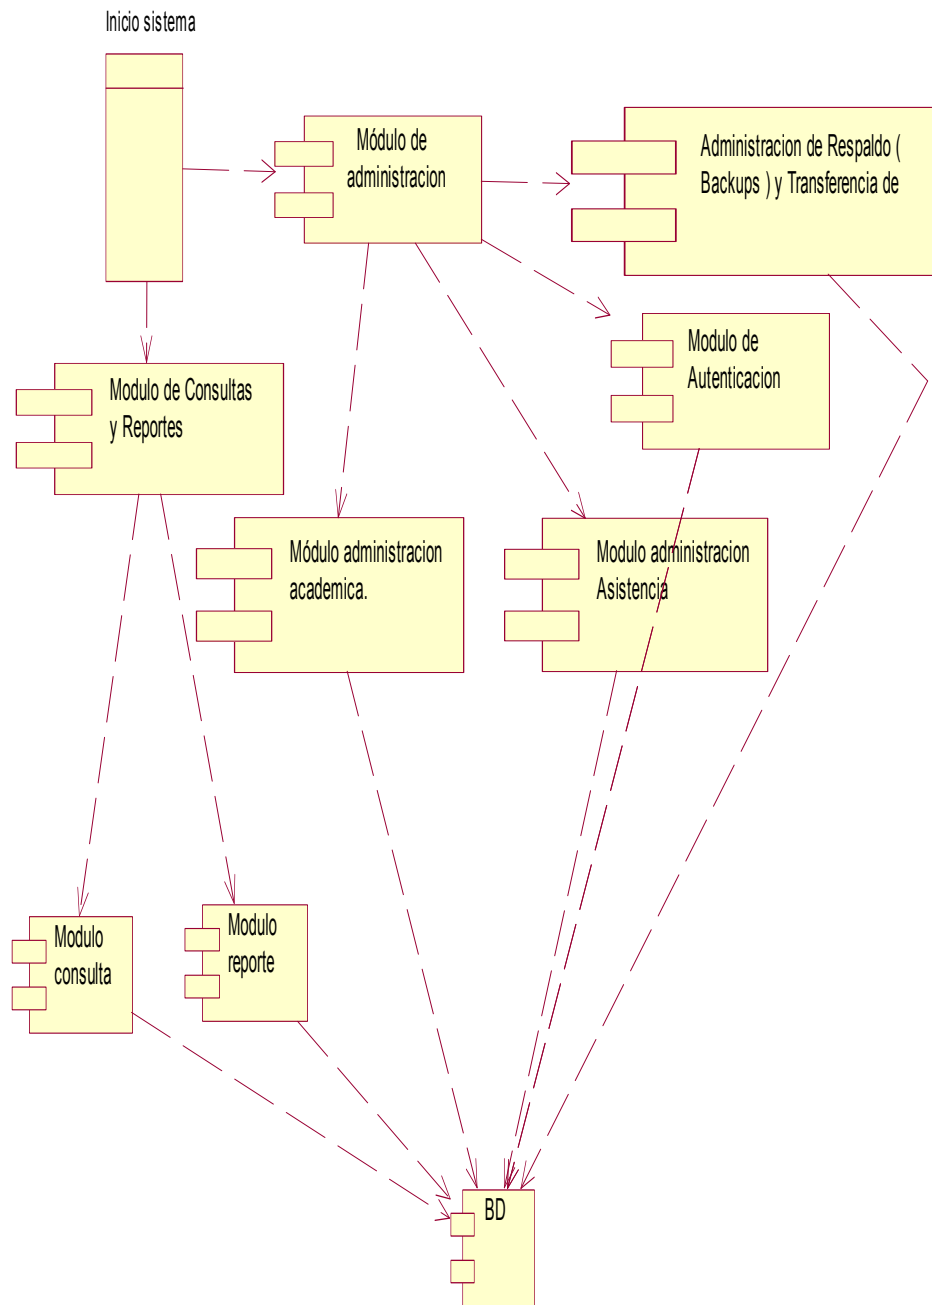 Inicio sistema
Módulo de
administracion
Administracion de Respaldo (
Backups ) y Transferencia de
Modulo de
Autenticacion
Modulo de Consultas
y Reportes
Módulo administracion
academica.
Modulo administracion
Asistencia
Modulo
consulta
Modulo
reporte
BD